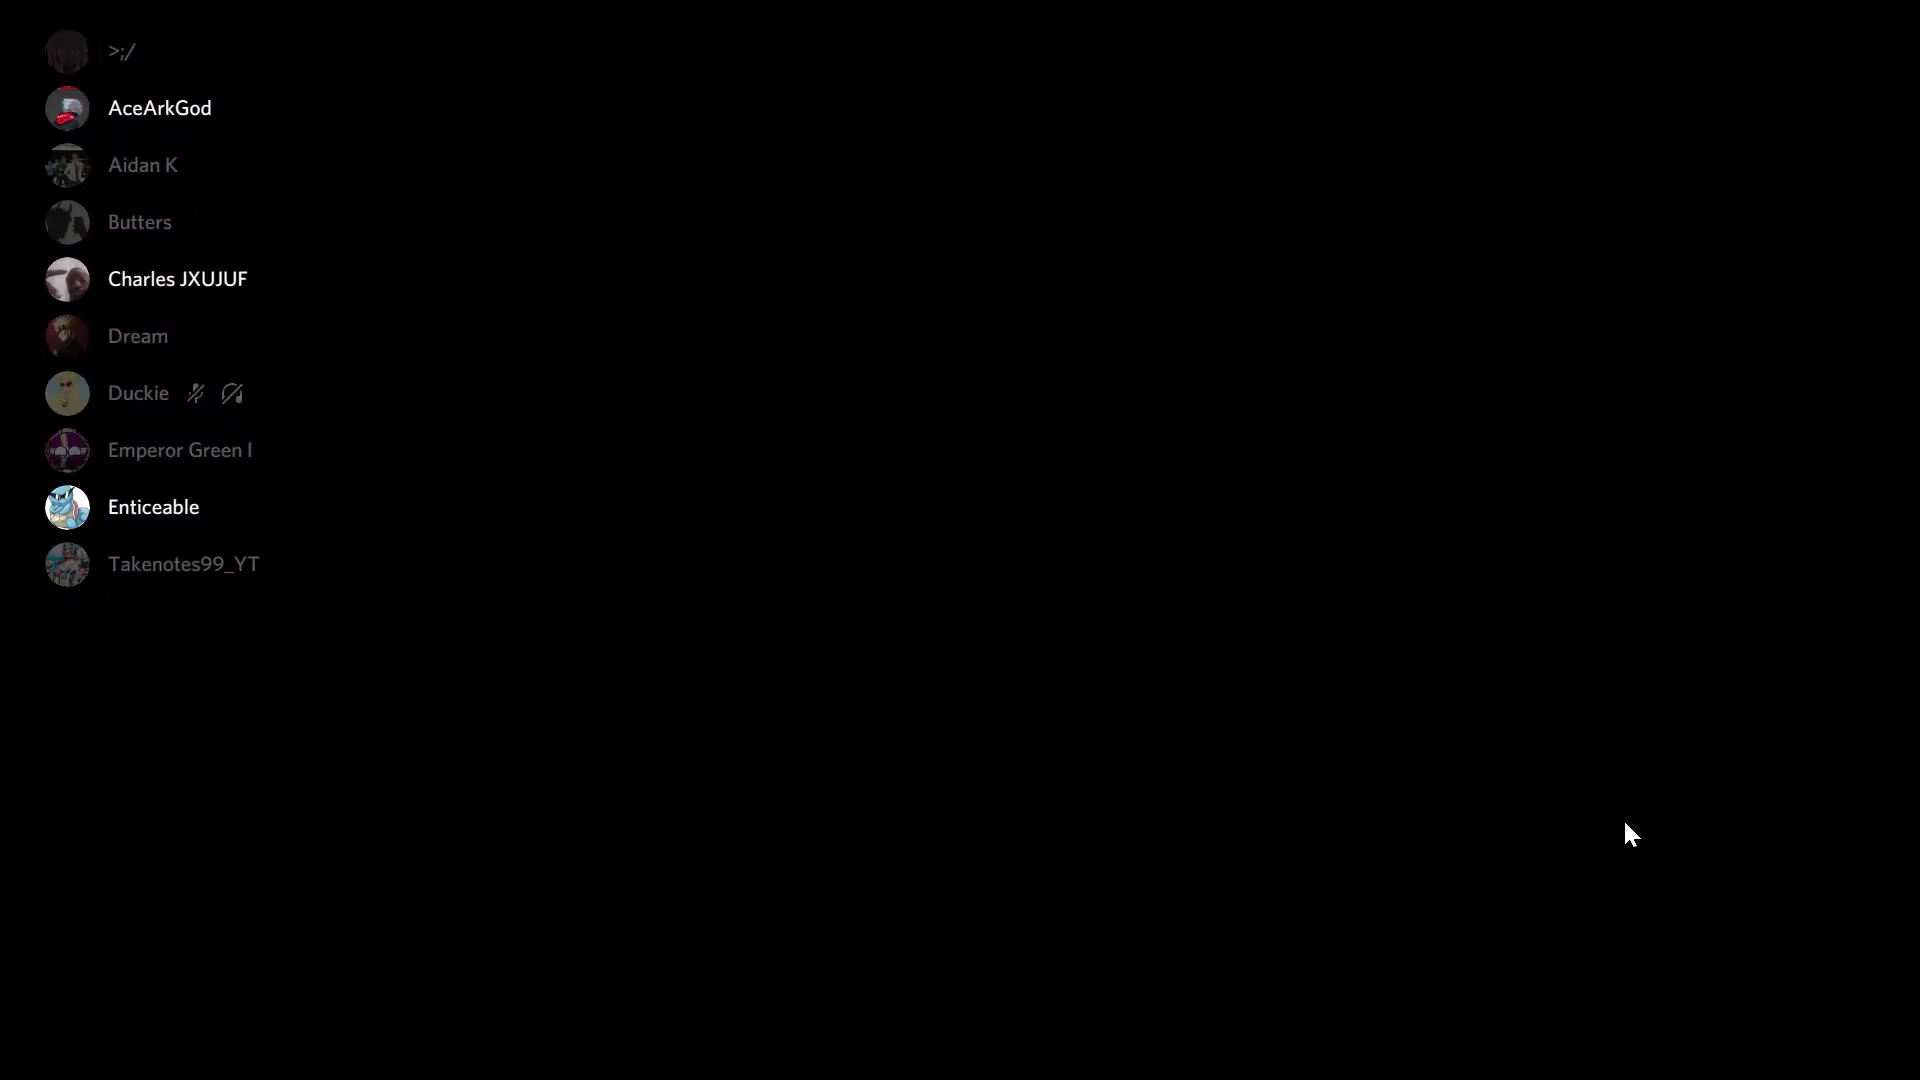 >;/
AceArkGod
Aidan K
Butters
Charles JXUJUF
Dream
Duckie
Emperor Green I
Enticeable
Takenotes99_YT